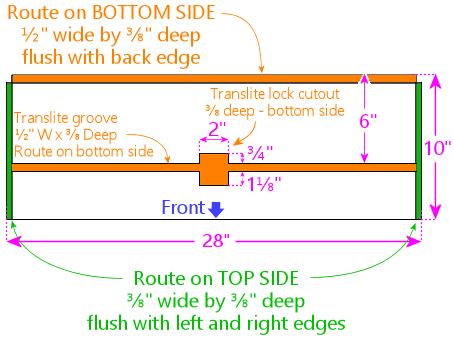 Route on BOTTOM SIDE
½" wide by ⅜" deep
flush with back edge
Translite lock cutout
⅜ deep - bottom side
Translite groove
½" W x ⅜ Deep
Route on bottom side
2"
6"
¾"
10"
1⅛"
Front
28"
Route on TOP SIDE
⅜" wide by ⅜" deep
flush with left and right edges